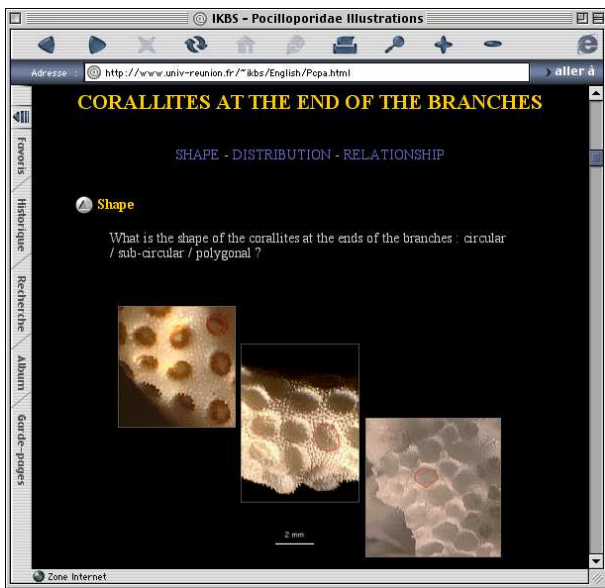 @ IKBS - Pocilloporidae Illustrations
Adresse : @ http://www.univ-reunion.fr/~ikbs/English/Popa.html aller à
Favoris
Historique
Recherche
Album
Garde-pages
CORALLITES AT THE END OF THE BRANCHES
SHAPE - DISTRIBUTION - RELATIONSHIP
Shape
What is the shape of the corallites at the ends of the branches : circular
/ sub-circular / polygonal ?
2 mm
Zone Internet